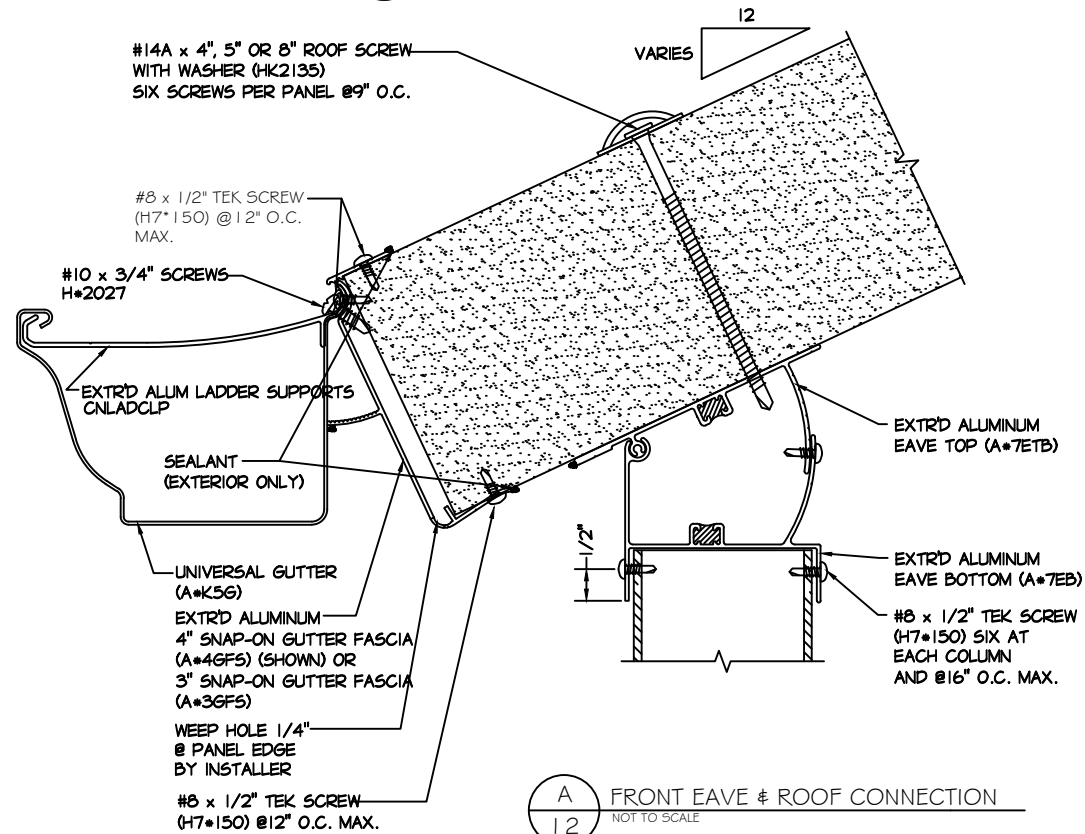 12
VARIES
#14A x 4", 5" OR 8" ROOF SCREW
WITH WASHER (HK2135)
SIX SCREWS PER PANEL @9" O.C.
#8 x 1/2" TEK SCREW
(H7*150) @12" O.C.
MAX.
#10 x 3/4" SCREWS
H*2027
EXTR'D ALUM LADDER SUPPORTS
CNLADCLP
SEALANT
(EXTERIOR ONLY)
UNIVERSAL GUTTER
(A*K5G)
EXTR'D ALUMINUM
4" SNAP-ON GUTTER FASCIA
(A*4GFS) (SHOWN) OR
3" SNAP-ON GUTTER FASCIA
(A*3GFS)
WEEP HOLE 1/4"
@ PANEL EDGE
BY INSTALLER
#8 x 1/2" TEK SCREW
(H7*150) @12" O.C. MAX.
1/2"
EXTR'D ALUMINUM
EAVE TOP (A*7ETB)
EXTR'D ALUMINUM
EAVE BOTTOM (A*7EB)
#8 x 1/2" TEK SCREW
(H7*150) SIX AT
EACH COLUMN
AND @16" O.C. MAX.
A
12
FRONT EAVE & ROOF CONNECTION
NOT TO SCALE